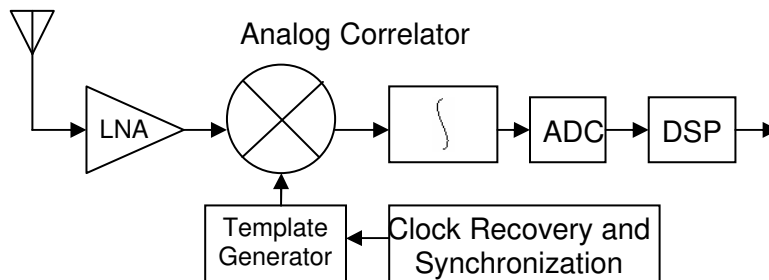 Analog Correlator
LNA
ADC
DSP
Template
Generator
Clock Recovery and
Synchronization